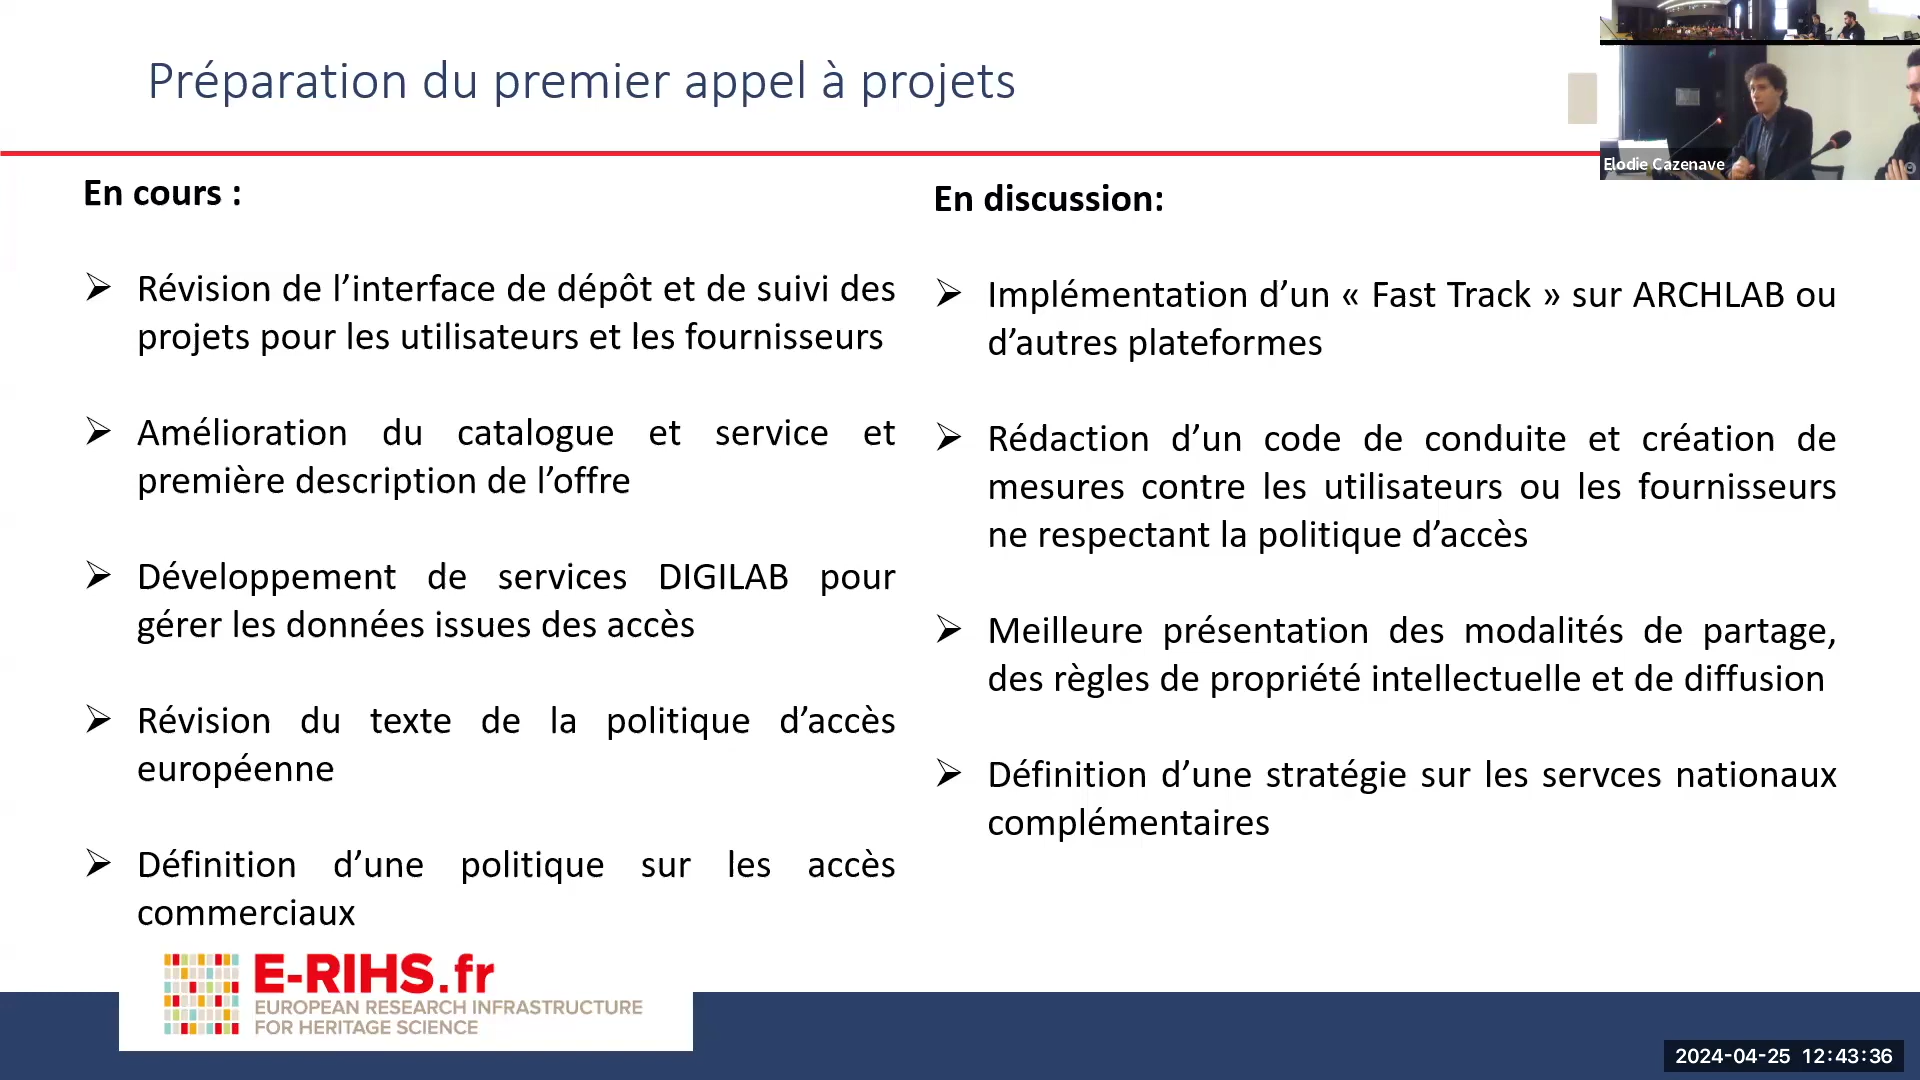 Préparation du premier appel à projets
Elodie Cazenave
En cours :
Révision de l’interface de dépôt et de suivi des
projets pour les utilisateurs et les fournisseurs
Amélioration du catalogue et service et
première description de l’offre
Développement de services DIGILAB pour
gérer les données issues des accès
Révision du texte de la politique d’accès
européenne
Définition d’une politique sur les accès
commerciaux
En discussion:
Implémentation d’un « Fast Track » sur ARCHLAB ou
d’autres plateformes
Rédaction d’un code de conduite et création de
mesures contre les utilisateurs ou les fournisseurs
ne respectant la politique d’accès
Meilleure présentation des modalités de partage,
des règles de propriété intellectuelle et de diffusion
Définition d’une stratégie sur les servces nationaux
complémentaires
E-RIHS.fr
EUROPEAN RESEARCH INFRASTRUCTURE
FOR HERITAGE SCIENCE
2024-04-25 12:43:36